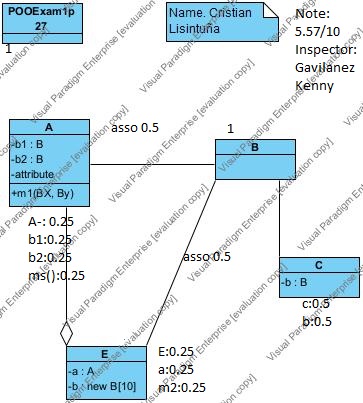 POOExam1p
27
1
Name. Cristian
Lisintuña
Note:
5.57/10
Inspector:
Gavilánez
Kenny
A
-b1 : B
-b2 : B
-attribute
+m1(BX, By)
asso 0.5
1
B
A-: 0.25
b1:0.25
b2:0.25
ms():0.25
asso 0.5
C
-b : B
c:0.5
b:0.5
E
-a : A
-b : new B[10]
E:0.25
a:0.25
m2:0.25
Visual Paradigm Enterprise [evaluation copy]